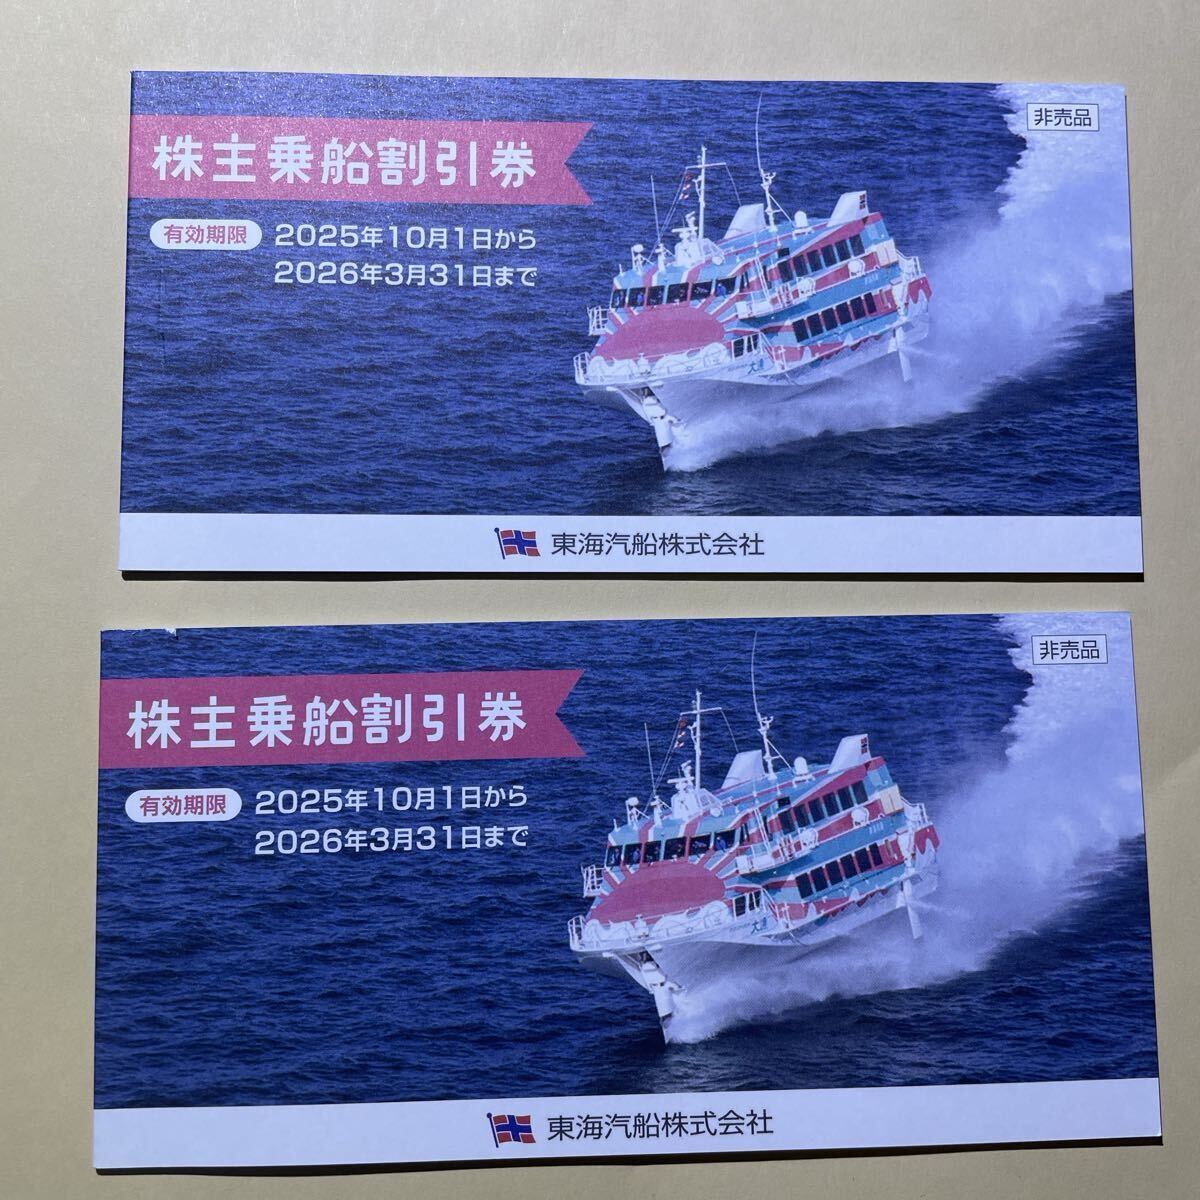 非売品
株主乗船割引券
有効期限 2025年10月1日から
2026年3月31日まで
大漁
東海汽船株式会社
非売品
株主乗船割引券
有効期限 2025年10月1日から
2026年3月31日まで
大漁
東海汽船株式会社